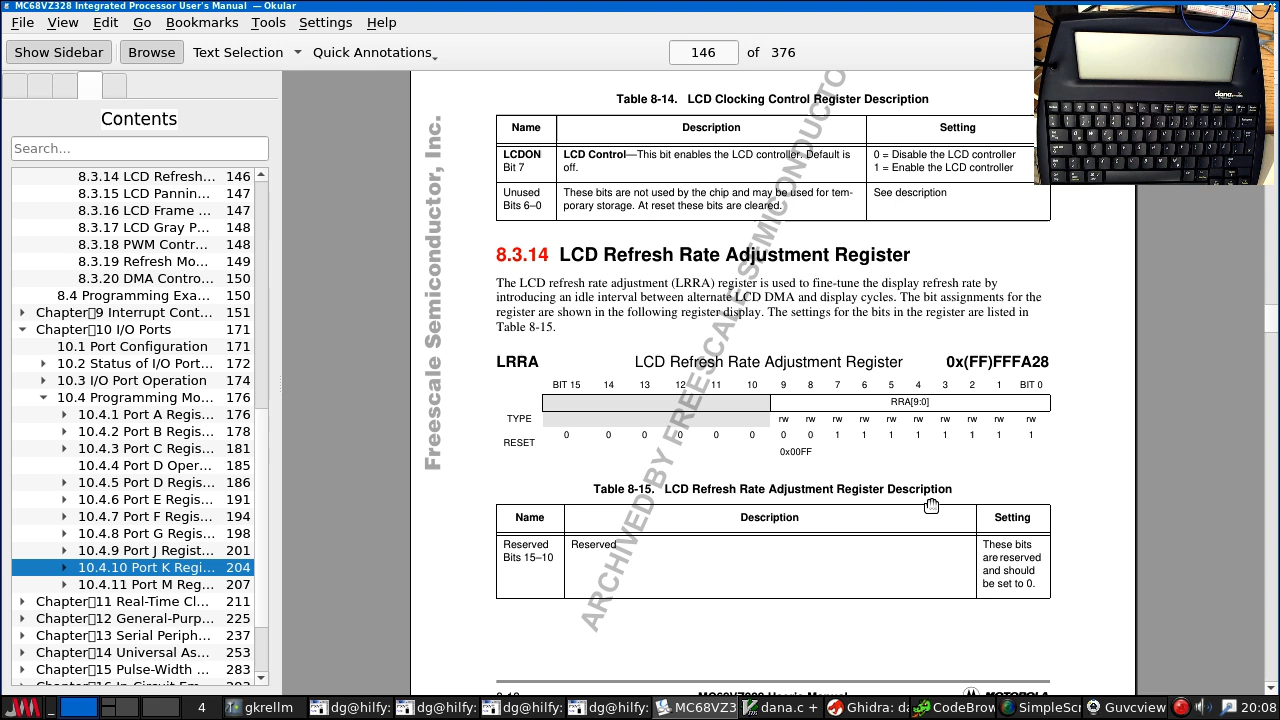 MC68VZ328 Integrated Processor User's Manual — Okular
File View Edit Go Bookmarks Tools Settings Help
Show Sidebar Browse Text Selection Quick Annotations 146 of 376
Contents
Search...
8.3.14 LCD Refresh... 146
8.3.15 LCD Pannin... 147
8.3.16 LCD Frame ... 147
8.3.17 LCD Gray P... 148
8.3.18 PWM Contr... 148
8.3.19 Refresh Mo... 149
8.3.20 DMA Contro... 150
8.4 Programming Exa... 150
Chapter 9 Interrupt Cont... 151
Chapter 10 I/O Ports 171
10.1 Port Configuration 171
10.2 Status of I/O Port... 172
10.3 I/O Port Operation 174
10.4 Programming Mo... 176
10.4.1 Port A Regis... 176
10.4.2 Port B Regis... 178
10.4.3 Port C Regis... 181
10.4.4 Port D Oper... 185
10.4.5 Port D Regis... 186
10.4.6 Port E Regis... 191
10.4.7 Port F Regis... 194
10.4.8 Port G Regis... 198
10.4.9 Port J Regist... 201
10.4.10 Port K Regi... 204
10.4.11 Port M Reg... 207
Chapter 11 Real-Time Cl... 211
Chapter 12 General-Purp... 225
Chapter 13 Serial Periph... 237
Chapter 14 Universal As... 253
Chapter 15 Pulse-Width ... 283
Freescale Semiconductor, Inc.
ARCHIVED BY FREESCALE SEMICONDUCTO
Table 8-14. LCD Clocking Control Register Description
Name Description Setting
LCDON LCD Control—This bit enables the LCD controller. Default is 0 = Disable the LCD controller
Bit 7 off. 1 = Enable the LCD controller
Unused These bits are not used by the chip and may be used for tem- See description
Bits 6–0 porary storage. At reset these bits are cleared.
8.3.14 LCD Refresh Rate Adjustment Register
The LCD refresh rate adjustment (LRRA) register is used to fine-tune the display refresh rate by
introducing an idle interval between alternate LCD DMA and display cycles. The bit assignments for the
register are shown in the following register display. The settings for the bits in the register are listed in
Table 8-15.
LRRA LCD Refresh Rate Adjustment Register 0x(FF)FFFA28
BIT 15 14 13 12 11 10 9 8 7 6 5 4 3 2 1 BIT 0
RRA[9:0]
TYPE rw rw rw rw rw rw rw rw rw rw
RESET 0 0 0 0 0 0 0 0 1 1 1 1 1 1 1 1
0x00FF
Table 8-15. LCD Refresh Rate Adjustment Register Description
Name Description Setting
Reserved Reserved These bits
Bits 15–10 are reserved
and should
be set to 0.
MC68VZ328 User's Manual MOTOROLA
dana
4 gkrellm dg@hilfy: dg@hilfy: dg@hilfy: dg@hilfy: MC68VZ3 dana.c + Ghidra: da CodeBrow SimpleScr Guvcview 20:08